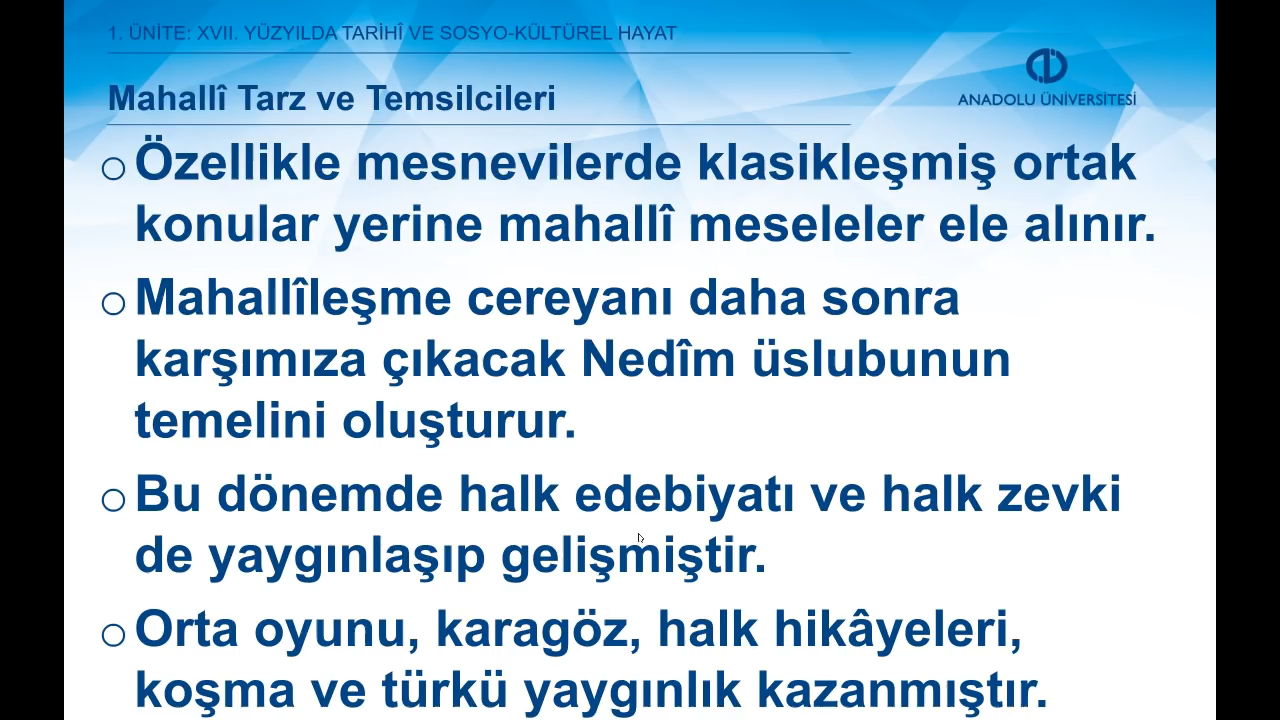 1. ÜNİTE: XVII. YÜZYILDA TARİHÎ VE SOSYO-KÜLTÜREL HAYAT
Mahallî Tarz ve Temsilcileri
ANADOLU ÜNİVERSİTESİ
Özellikle mesnevilerde klasikleşmiş ortak
konular yerine mahallî meseleler ele alınır.
Mahallîleşme cereyanı daha sonra
karşımıza çıkacak Nedîm üslubunun
temelini oluşturur.
Bu dönemde halk edebiyatı ve halk zevki
de yaygınlaşıp gelişmiştir.
Orta oyunu, karagöz, halk hikâyeleri,
koşma ve türkü yaygınlık kazanmıştır.